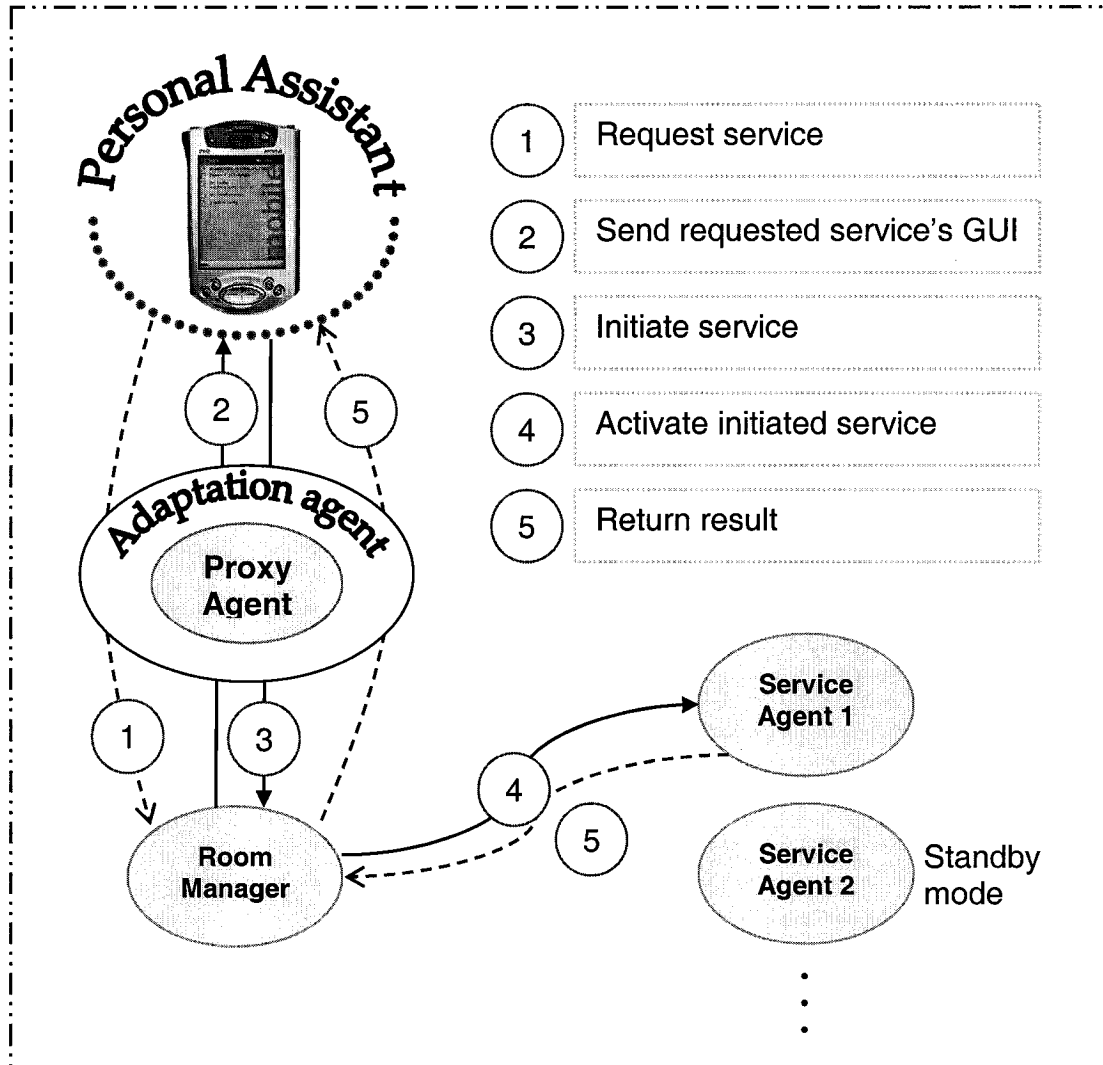 Personal Assistant
mobile
1 Request service
2 Send requested service's GUI
3 Initiate service
4 Activate initiated service
5 Return result
2
5
Adaptation agent
Proxy
Agent
1
3
4
5
Service
Agent 1
Room
Manager
Service
Agent 2
Standby
mode